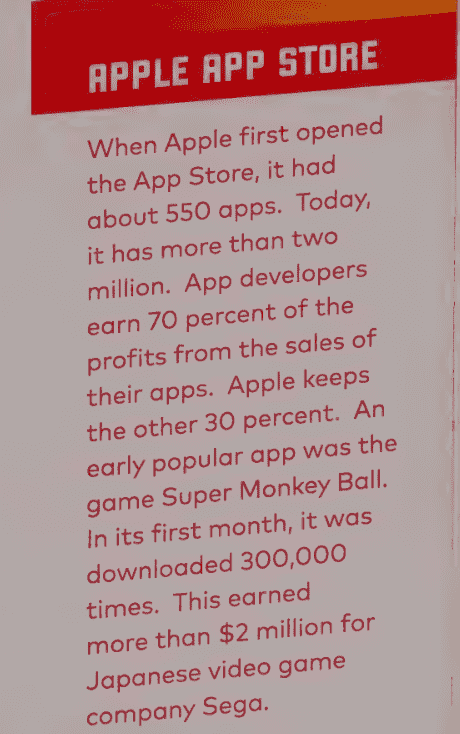 APPLE APP STORE
When Apple first opened
the App Store, it had
about 550 apps. Today,
it has more than two
million. App developers
earn 70 percent of the
profits from the sales of
their apps. Apple keeps
the other 30 percent. An
early popular app was the
game Super Monkey Ball.
In its first month, it was
downloaded 300,000
times. This earned
more than $2 million for
Japanese video game
company Sega.